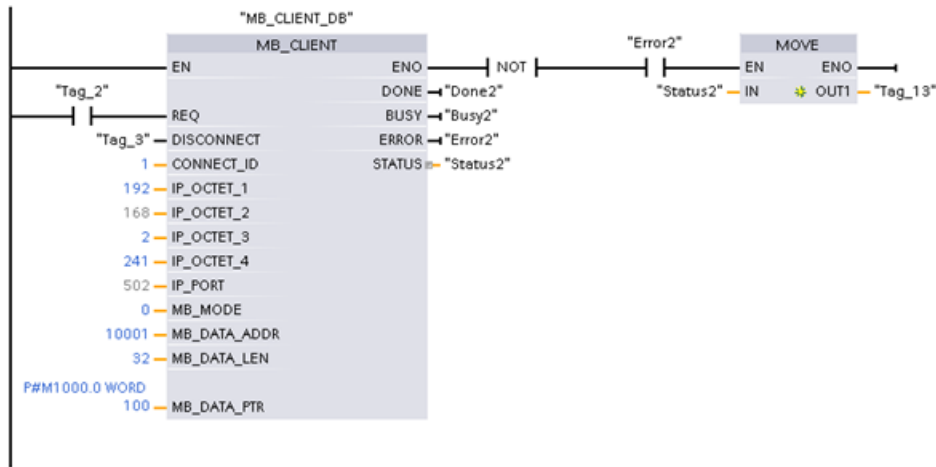 "MB_CLIENT_DB"
MB_CLIENT
"Error2"
MOVE
EN ENO NOT EN ENO
"Tag_2" DONE "Done2" "Status2" IN OUT1 "Tag_13"
REQ BUSY "Busy2"
"Tag_3" DISCONNECT ERROR "Error2"
1 CONNECT_ID STATUS "Status2"
192 IP_OCTET_1
168 IP_OCTET_2
2 IP_OCTET_3
241 IP_OCTET_4
502 IP_PORT
0 MB_MODE
10001 MB_DATA_ADDR
32 MB_DATA_LEN
P#M1000.0 WORD
100 MB_DATA_PTR